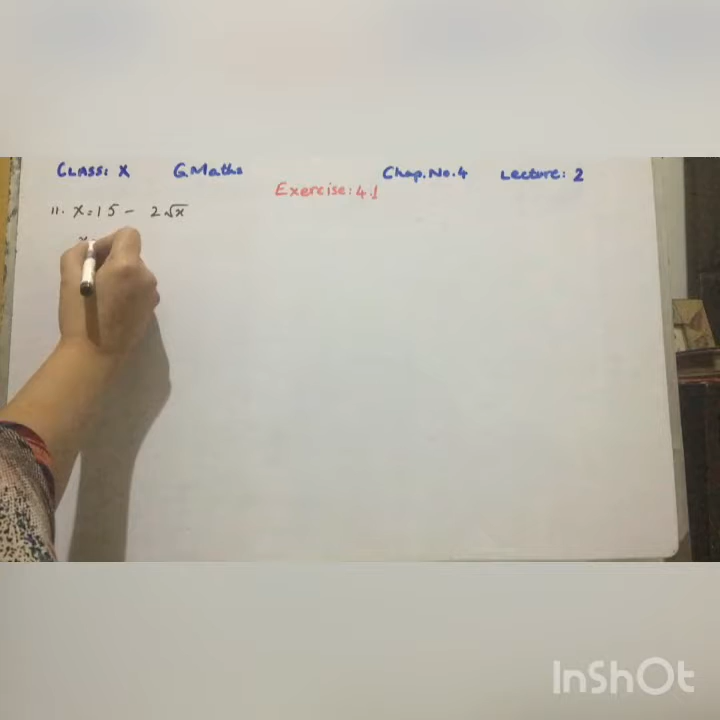 CLASS: X G.Maths Chap.No.4 Lecture: 2
Exercise: 4.1
11. x = 15 - 2√x
x
InShOt